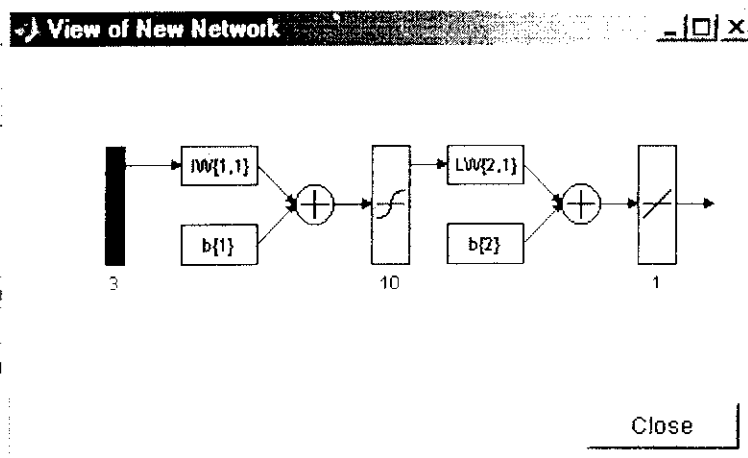 View of New Network
IW{1,1}
LW{2,1}
b{1}
b{2}
3
10
1
Close